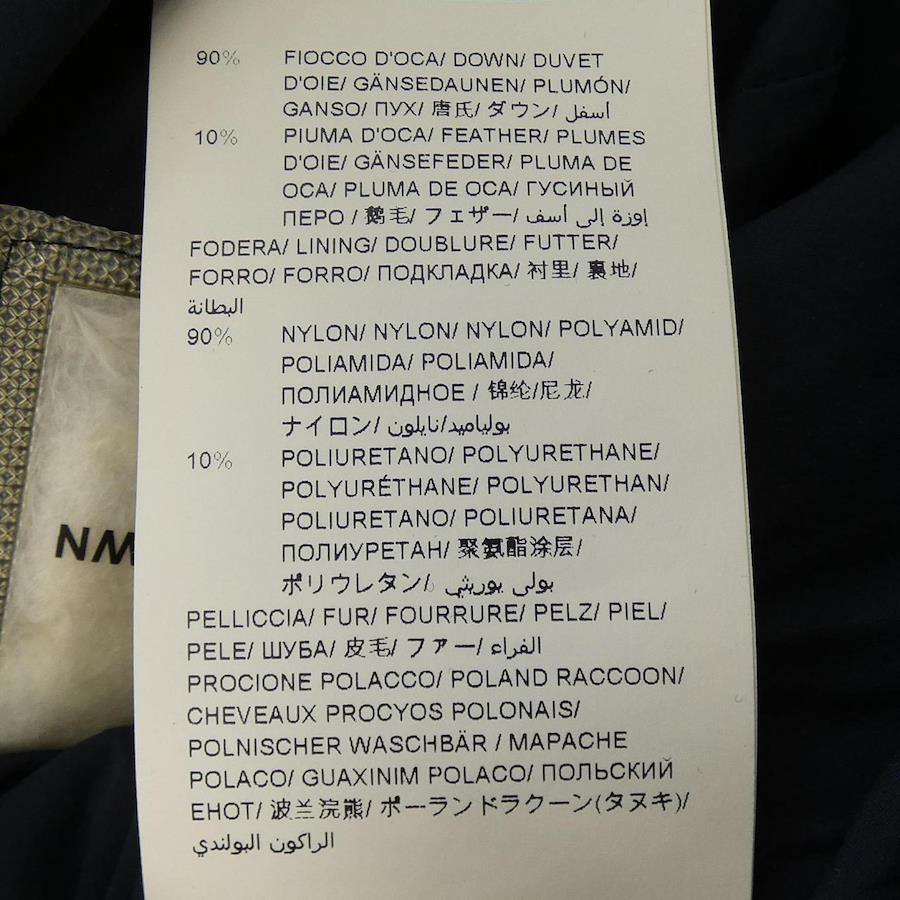 90% FIOCCO D'OCA/ DOWN/ DUVET
D'OIE/ GÄNSEDAUNEN/ PLUMÓN/
GANSO/ ПУХ/ 唐氏/ ダウン/ أسفل
10% PIUMA D'OCA/ FEATHER/ PLUMES
D'OIE/ GÄNSEFEDER/ PLUMA DE
OCA/ PLUMA DE OCA/ ГУСИНЫЙ
ПЕРО / 鹅毛/ フェザー/ إوزة إلى أسف
FODERA/ LINING/ DOUBLURE/ FUTTER/
FORRO/ FORRO/ ПОДКЛАДКА/ 衬里/ 裏地/
البطانة
90% NYLON/ NYLON/ NYLON/ POLYAMID/
POLIAMIDA/ POLIAMIDA/
ПОЛИАМИДНОЕ / 锦纶/尼龙/
ナイロン/ بولياميد/نايلون
10% POLIURETANO/ POLYURETHANE/
POLYURÉTHANE/ POLYURETHAN/
POLIURETANO/ POLIURETANA/
ПОЛИУРЕТАН/ 聚氨酯涂层/
ポリウレタン/ بولى يوريثي
PELLICCIA/ FUR/ FOURRURE/ PELZ/ PIEL/
PELE/ ШУБА/ 皮毛/ ファー/ الفراء
PROCIONE POLACCO/ POLAND RACCOON/
CHEVEAUX PROCYOS POLONAIS/
POLNISCHER WASCHBÄR / MAPACHE
POLACO/ GUAXINIM POLACO/ ПОЛЬСКИЙ
ЕНОТ/ 波兰浣熊/ ポーランドラクーン(タヌキ)/
الراكون البولندي